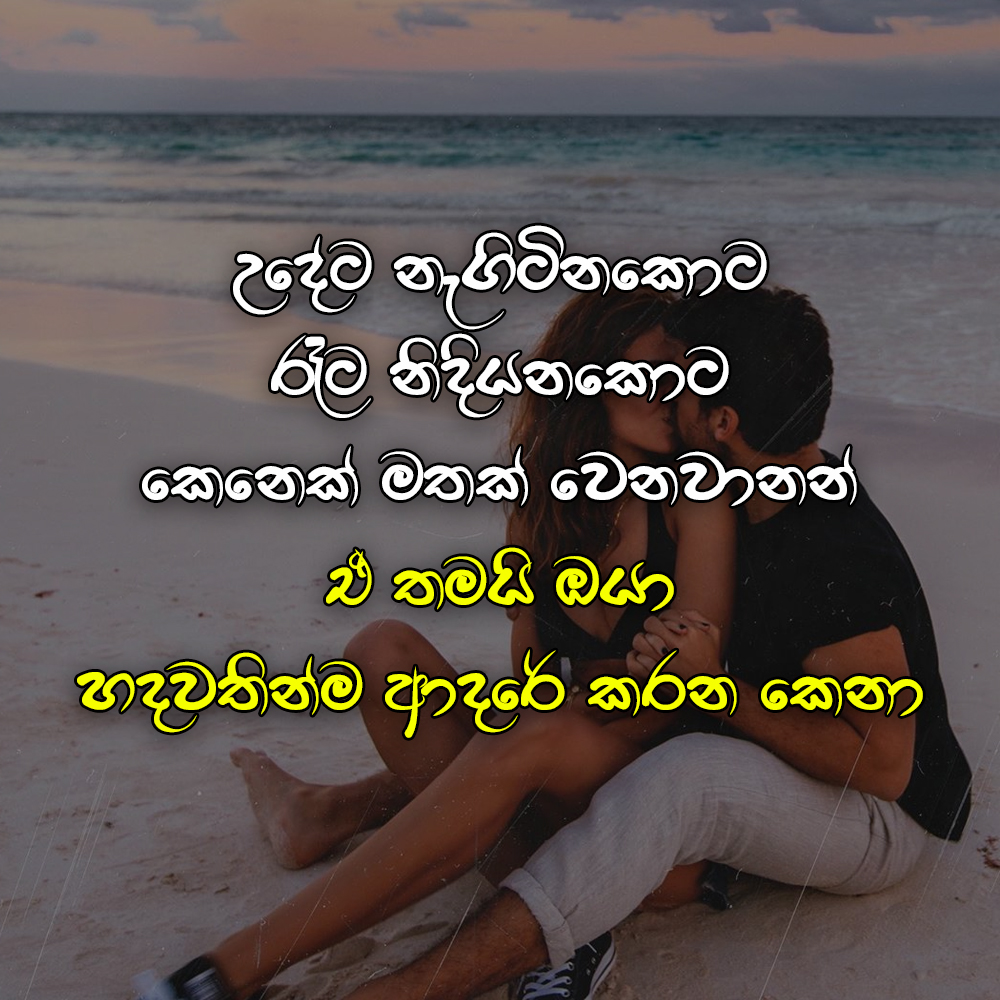 උදේට නැගිටිනකොට
රෑට නිදියනකොට
කෙනෙක් මතක් වෙනවානන්
ඒ තමයි ඔයා
හදවතින්ම ආදරේ කරන කෙනා